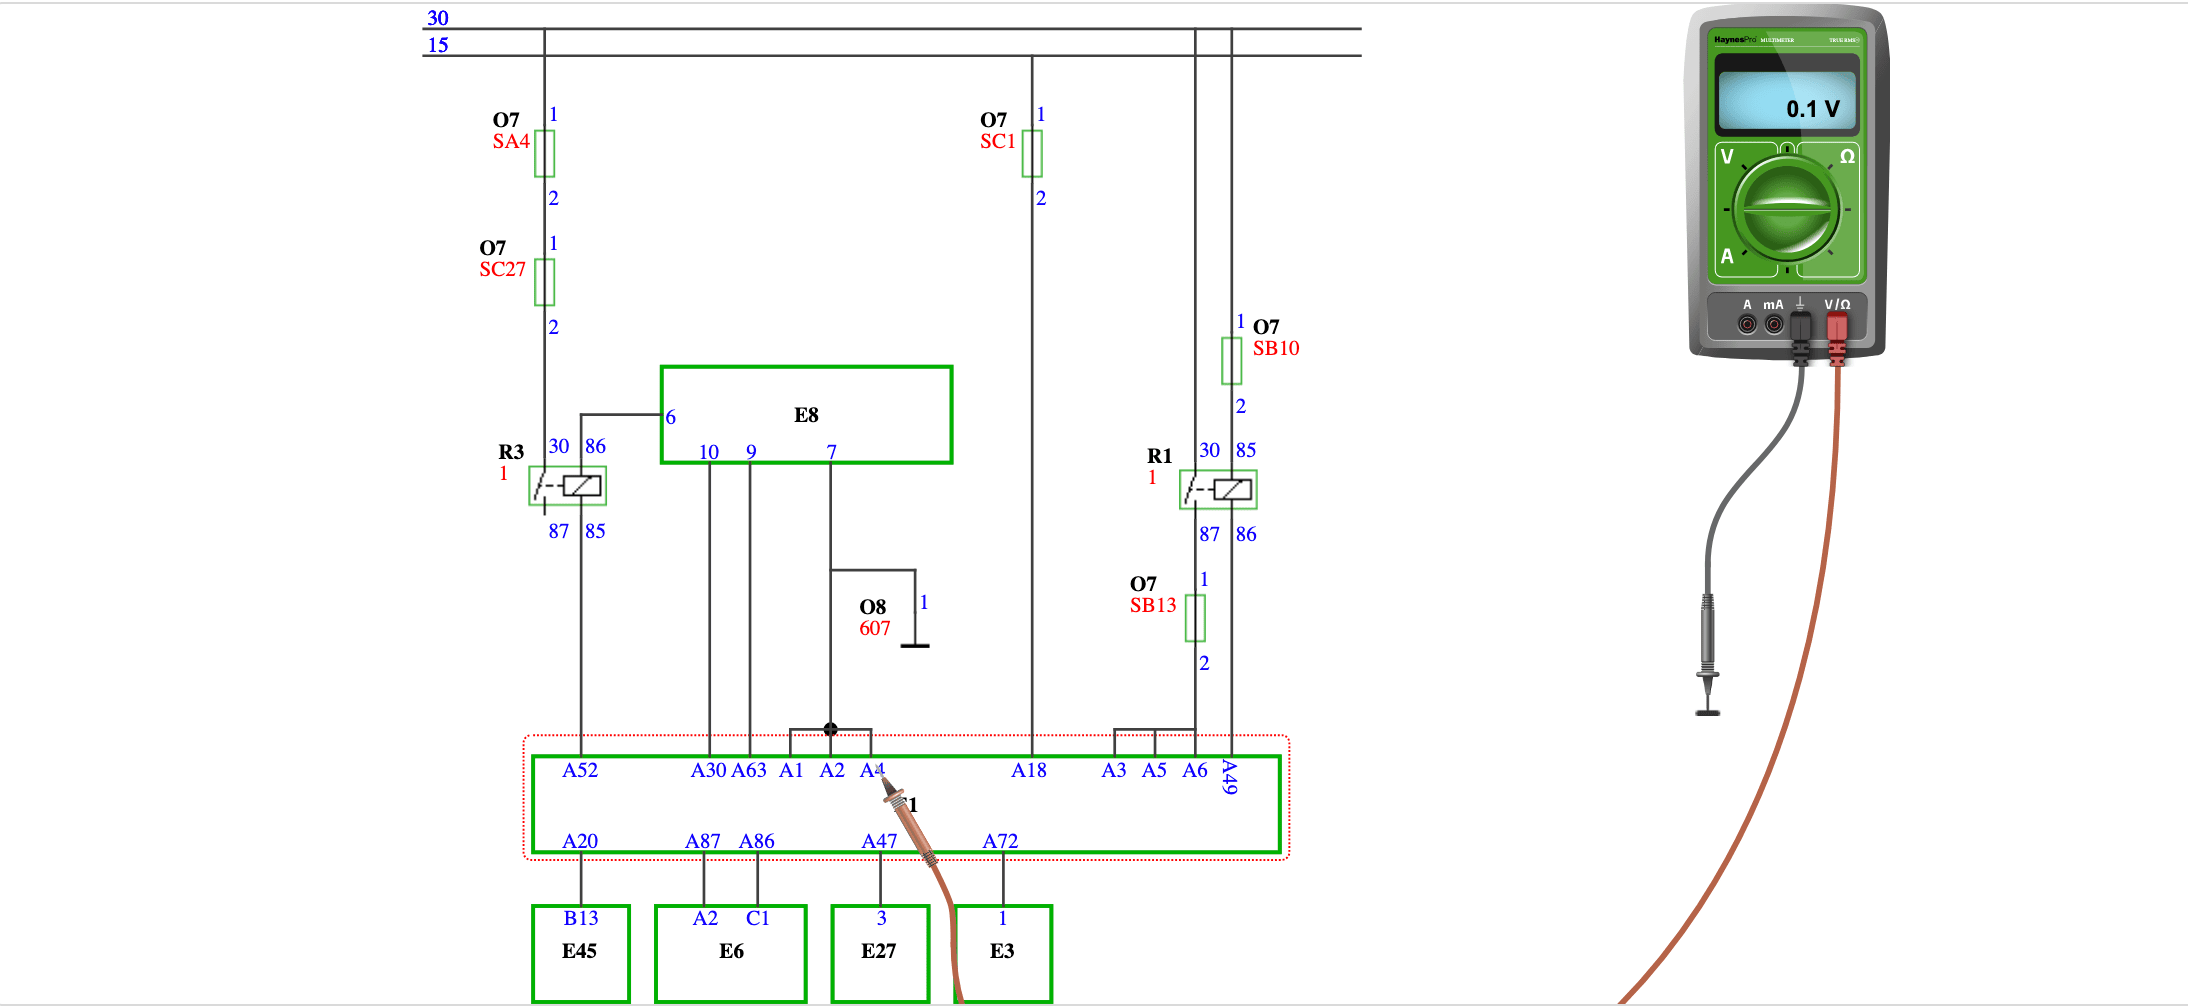 30
15
HaynesPro MULTIMETER TRUE RMS
0.1 V
V Ω
A
A mA V/Ω
O7 1
SA4
2
O7 1
SC1
2
O7 1
SC27
2
1 O7
SB10
2
E8
6
10 9 7
R3 30 86
1
87 85
R1 30 85
1
87 86
O8 1
607
O7 1
SB13
2
A52 A30 A63 A1 A2 A4 A18 A3 A5 A6 A49
1
A20 A87 A86 A47 A72
B13 A2 C1 3 1
E45 E6 E27 E3